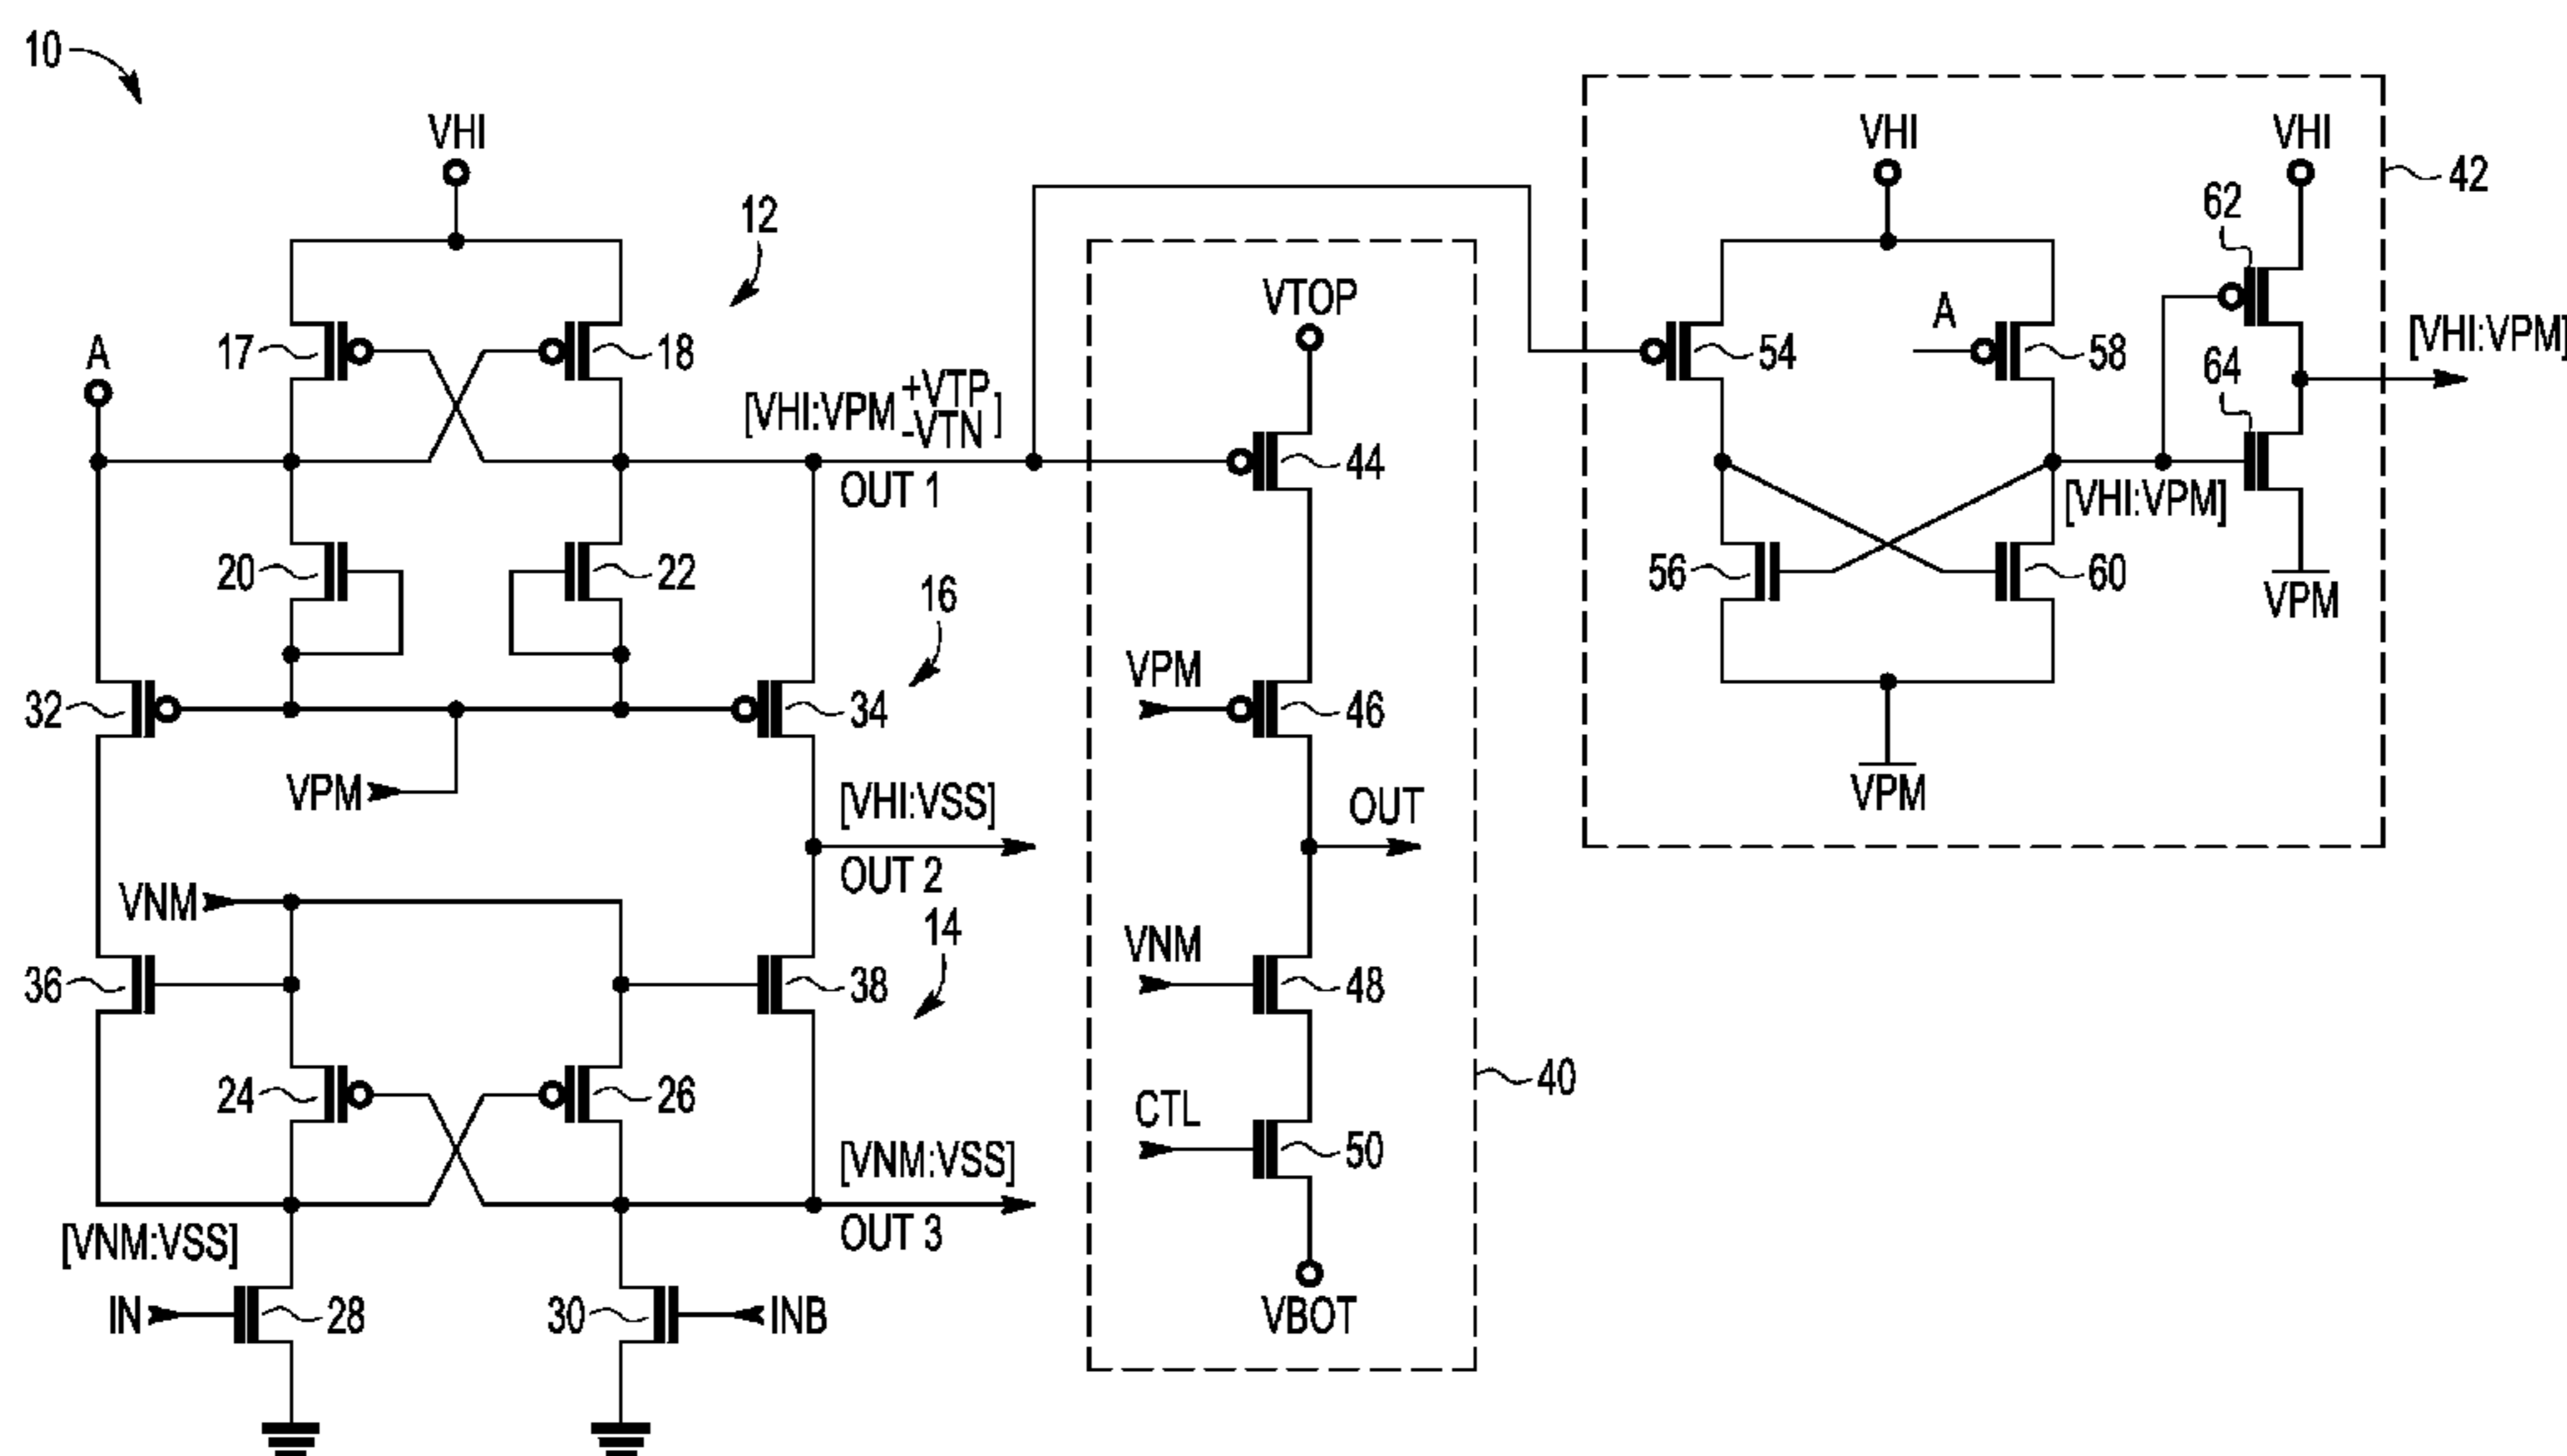 10
VHI
12
17
18
A
[VHI:VPM +VTP -VTN]
OUT 1
20
22
16
32
34
VPM
[VHI:VSS]
OUT 2
VNM
14
36
38
24
26
[VNM:VSS]
OUT 3
[VNM:VSS]
IN
28
30
INB
VTOP
44
VPM
46
OUT
VNM
48
CTL
50
40
VBOT
VHI
VHI
42
62
A
54
58
64
[VHI:VPM]
[VHI:VPM]
56
60
VPM
VPM